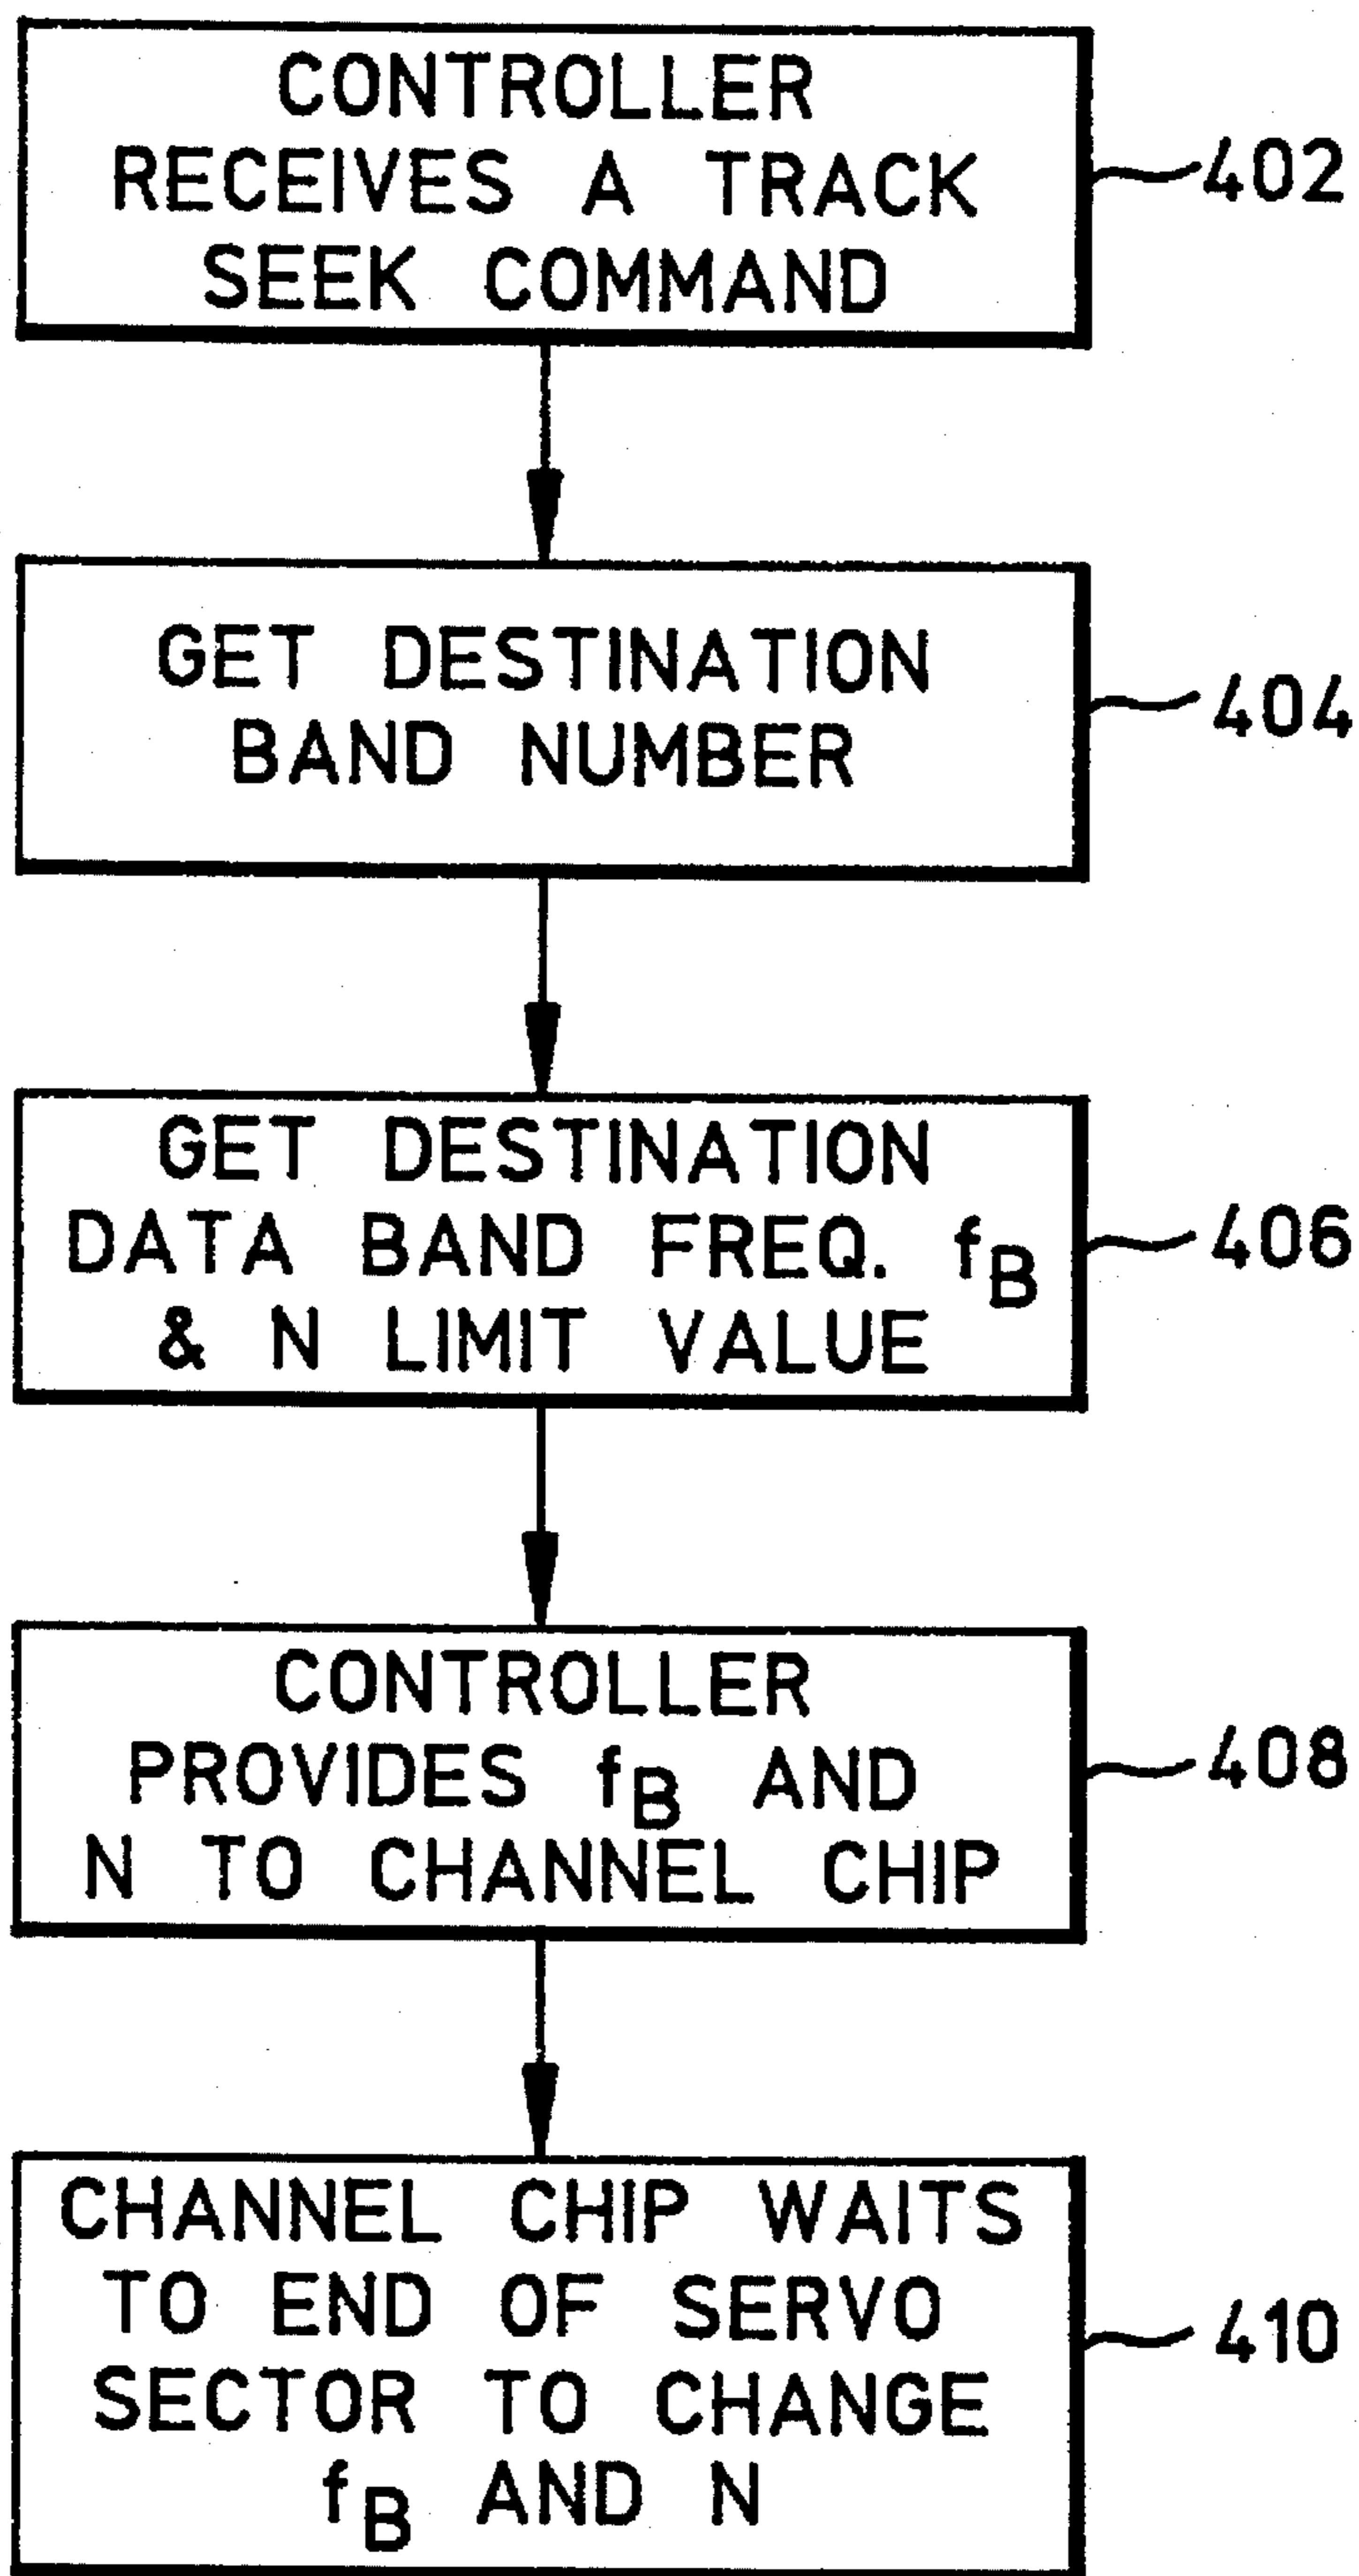 CONTROLLER
RECEIVES A TRACK
SEEK COMMAND
402
GET DESTINATION
BAND NUMBER
404
GET DESTINATION
DATA BAND FREQ. fB
& N LIMIT VALUE
406
CONTROLLER
PROVIDES fB AND
N TO CHANNEL CHIP
408
CHANNEL CHIP WAITS
TO END OF SERVO
SECTOR TO CHANGE
fB AND N
410